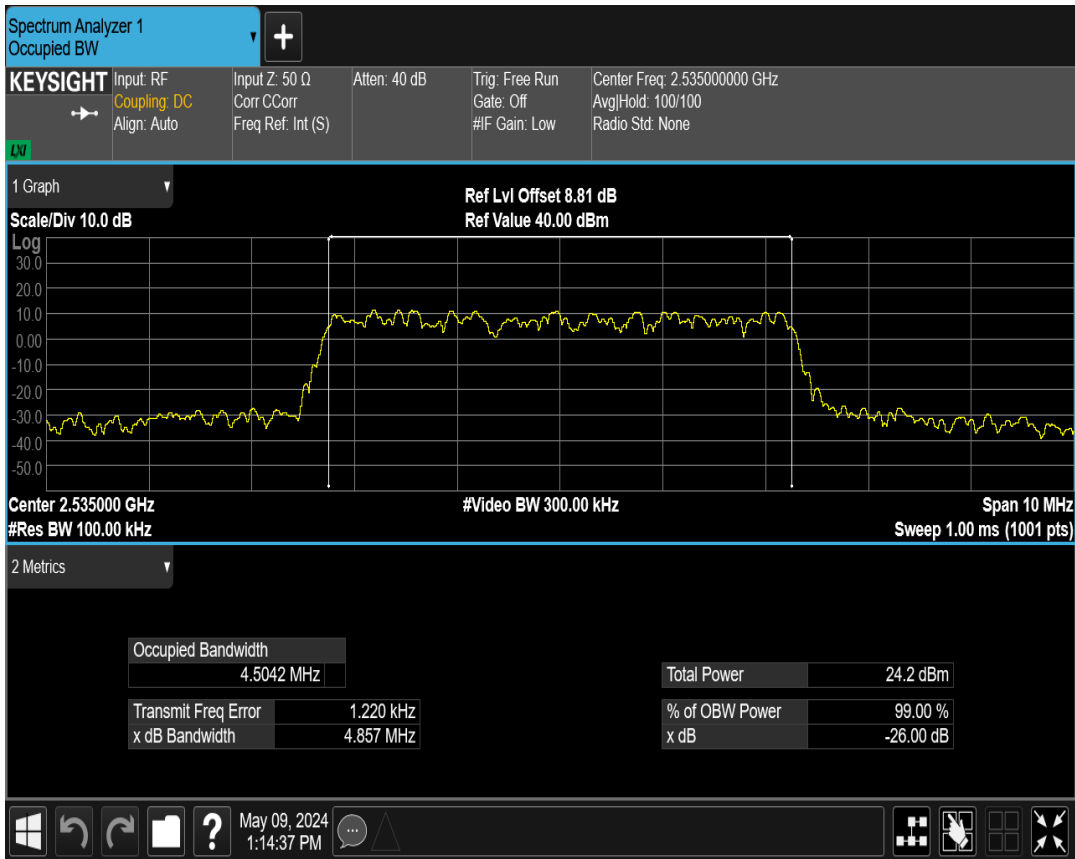 Spectrum Analyzer 1
Occupied BW
+
KEYSIGHT
LXI
Input: RF
Coupling: DC
Align: Auto
Input Z: 50 Ω
Corr CCorr
Freq Ref: Int (S)
Atten: 40 dB
Trig: Free Run
Gate: Off
#IF Gain: Low
Center Freq: 2.535000000 GHz
Avg|Hold: 100/100
Radio Std: None
1 Graph
Scale/Div 10.0 dB
Ref Lvl Offset 8.81 dB
Ref Value 40.00 dBm
Log
30.0
20.0
10.0
0.00
-10.0
-20.0
-30.0
-40.0
-50.0
Center 2.535000 GHz
#Video BW 300.00 kHz
Span 10 MHz
#Res BW 100.00 kHz
Sweep 1.00 ms (1001 pts)
2 Metrics
Occupied Bandwidth
4.5042 MHz
Total Power 24.2 dBm
Transmit Freq Error 1.220 kHz
% of OBW Power 99.00 %
x dB Bandwidth 4.857 MHz
x dB -26.00 dB
?
May 09, 2024
1:14:37 PM